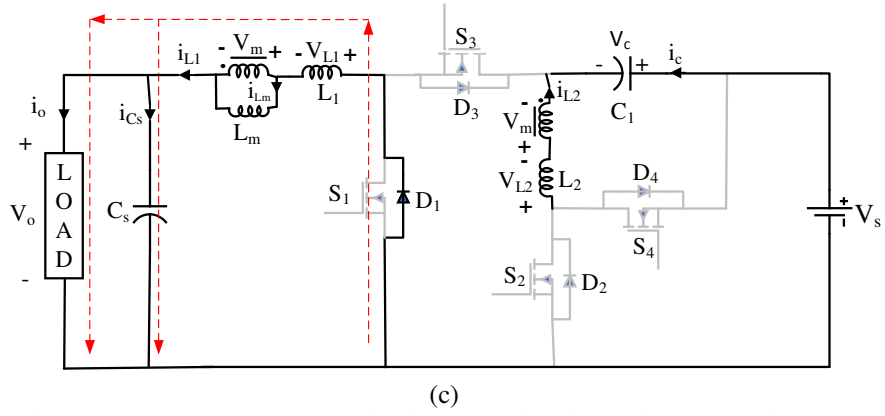 S3
- Vc +
ic
iL1
- Vm +
- VL1 +
iLm
L1
D3
iL2
C1
io
iCs
Lm
- Vm +
- VL2 +
L2
D4
+ Vo -
LOAD
Cs
S1
D1
S4
+ - Vs
S2
D2
(c)